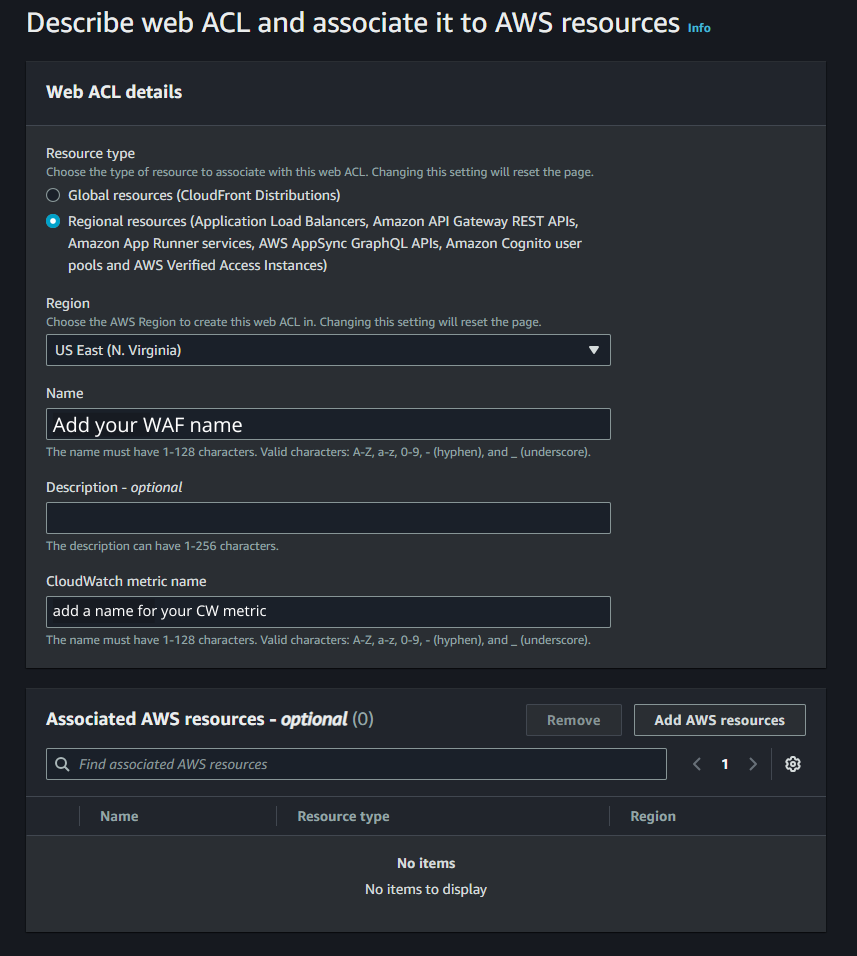 Describe web ACL and associate it to AWS resources Info
Web ACL details
Resource type
Choose the type of resource to associate with this web ACL. Changing this setting will reset the page.
Global resources (CloudFront Distributions)
Regional resources (Application Load Balancers, Amazon API Gateway REST APIs,
Amazon App Runner services, AWS AppSync GraphQL APIs, Amazon Cognito user
pools and AWS Verified Access Instances)
Region
Choose the AWS Region to create this web ACL in. Changing this setting will reset the page.
US East (N. Virginia)
Name
Add your WAF name
The name must have 1-128 characters. Valid characters: A-Z, a-z, 0-9, - (hyphen), and _ (underscore).
Description - optional
The description can have 1-256 characters.
CloudWatch metric name
add a name for your CW metric
The name must have 1-128 characters. Valid characters: A-Z, a-z, 0-9, - (hyphen), and _ (underscore).
Associated AWS resources - optional (0)
Remove
Add AWS resources
Find associated AWS resources
1
Name
Resource type
Region
No items
No items to display